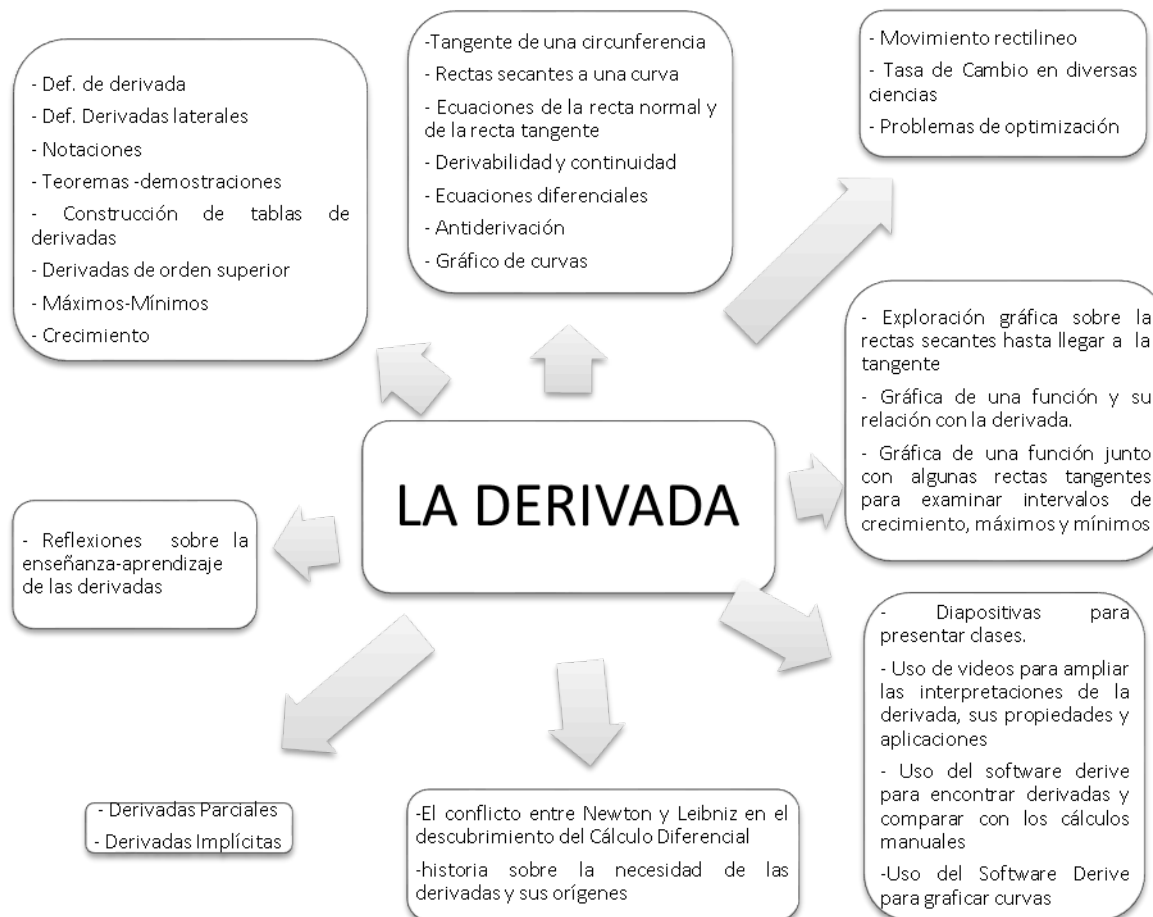 - Def. de derivada
- Def. Derivadas laterales
- Notaciones
- Teoremas -demostraciones
- Construcción de tablas de
derivadas
- Derivadas de orden superior
- Máximos-Mínimos
- Crecimiento
-Tangente de una circunferencia
- Rectas secantes a una curva
- Ecuaciones de la recta normal y
de la recta tangente
- Derivabilidad y continuidad
- Ecuaciones diferenciales
- Antiderivación
- Gráfico de curvas
- Movimiento rectilineo
- Tasa de Cambio en diversas
ciencias
- Problemas de optimización
- Exploración gráfica sobre la
rectas secantes hasta llegar a la
tangente
- Gráfica de una función y su
relación con la derivada.
- Gráfica de una función junto
con algunas rectas tangentes
para examinar intervalos de
crecimiento, máximos y mínimos
LA DERIVADA
- Reflexiones sobre la
enseñanza-aprendizaje
de las derivadas
- Diapositivas para
presentar clases.
- Uso de videos para ampliar
las interpretaciones de la
derivada, sus propiedades y
aplicaciones
- Uso del software derive
para encontrar derivadas y
comparar con los cálculos
manuales
-Uso del Software Derive
para graficar curvas
- Derivadas Parciales
- Derivadas Implícitas
-El conflicto entre Newton y Leibniz en el
descubrimiento del Cálculo Diferencial
-historia sobre la necesidad de las
derivadas y sus orígenes